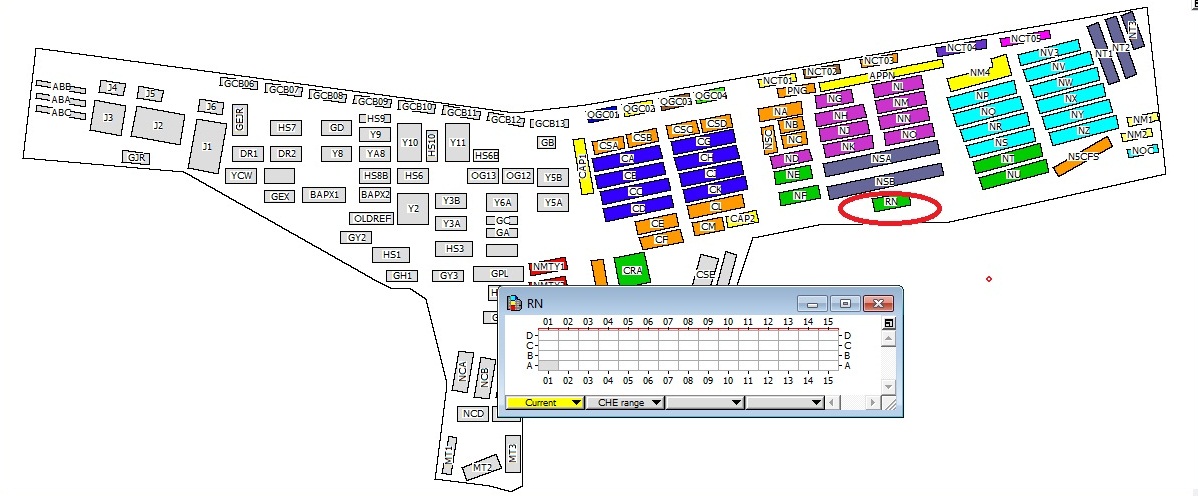 ABB
ABA
ABC
J4
J5
J3
J2
J6
J1
GJR
GEJR
GCB06
GCB07
GCB08
GCB09
GCB10
GCB11
GCB12
GCB13
HS7
GD
HS9
Y9
Y10
HS10
Y11
GB
DR1
DR2
Y8
YA8
HS6B
YCW
HS8B
HS6
OG13
OG12
Y5B
GEX
BAPX1
BAPX2
Y2
Y3B
Y6A
Y5A
OLDREF
Y3A
GC
GA
GY2
HS1
HS3
GH1
GY3
GPL
NMTY1
CRA
CSE
NCA
NCB
NCD
MT1
MT2
MT3
QGC01
QGC02
QGC03
QGC04
CAP1
CSA
CSB
CSC
CSD
CA
CB
CC
CD
CE
CF
CG
CH
CJ
CK
CL
CM
CAP2
NCT01
NCT02
NCT03
NCT04
NCT05
PNG
APPN
NA
NSC
NB
NC
ND
NE
NF
NG
NH
NJ
NK
NL
NM
NN
NO
NSA
NSB
RN
NM4
NP
NQ
NR
NS
NT
NU
NV3
NV
NW
NX
NY
NZ
NSCFS
NT1
NT2
NT3
NM1
NM2
NOC
RN
01 02 03 04 05 06 07 08 09 10 11 12 13 14 15
D D
C C
B B
A A
01 02 03 04 05 06 07 08 09 10 11 12 13 14 15
Current CHE range